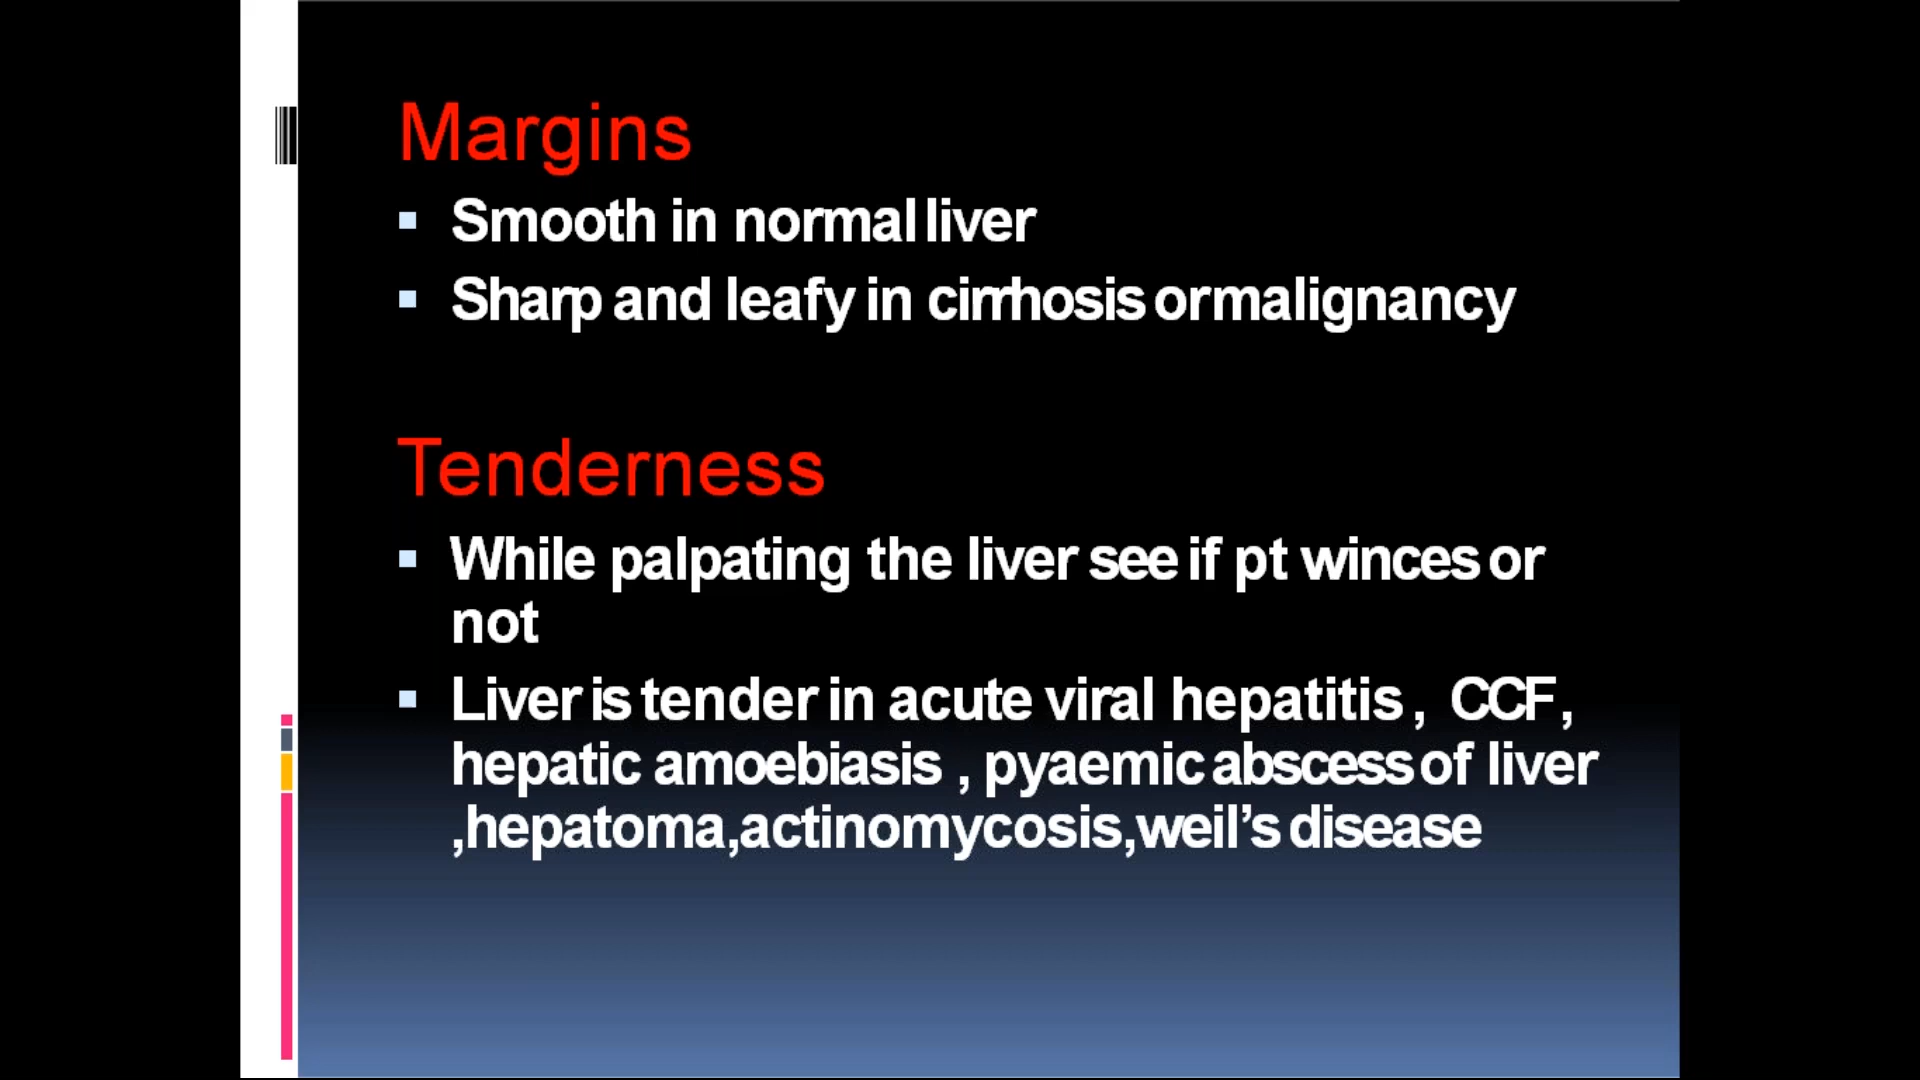 Margins
Smooth in normal liver
Sharp and leafy in cirrhosis ormalignancy
Tenderness
While palpating the liver see if pt winces or
not
Liver is tender in acute viral hepatitis , CCF,
hepatic amoebiasis , pyaemic abscess of liver
,hepatoma,actinomycosis,weil’s disease